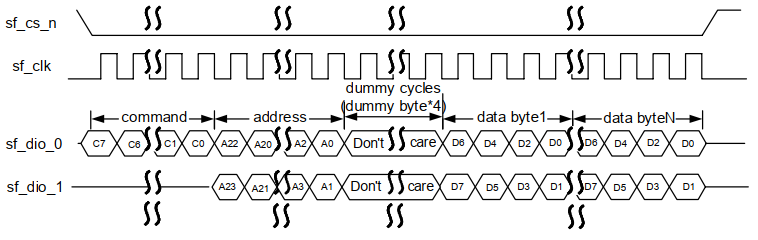 sf_cs_n
sf_clk
dummy cycles
command address (dummy byte*4) data byte1 data byteN
sf_dio_0 C7 C6 C1 C0 A22 A20 A2 A0 Don't care D6 D4 D2 D0 D6 D4 D2 D0
sf_dio_1 A23 A21 A3 A1 Don't care D7 D5 D3 D1 D7 D5 D3 D1